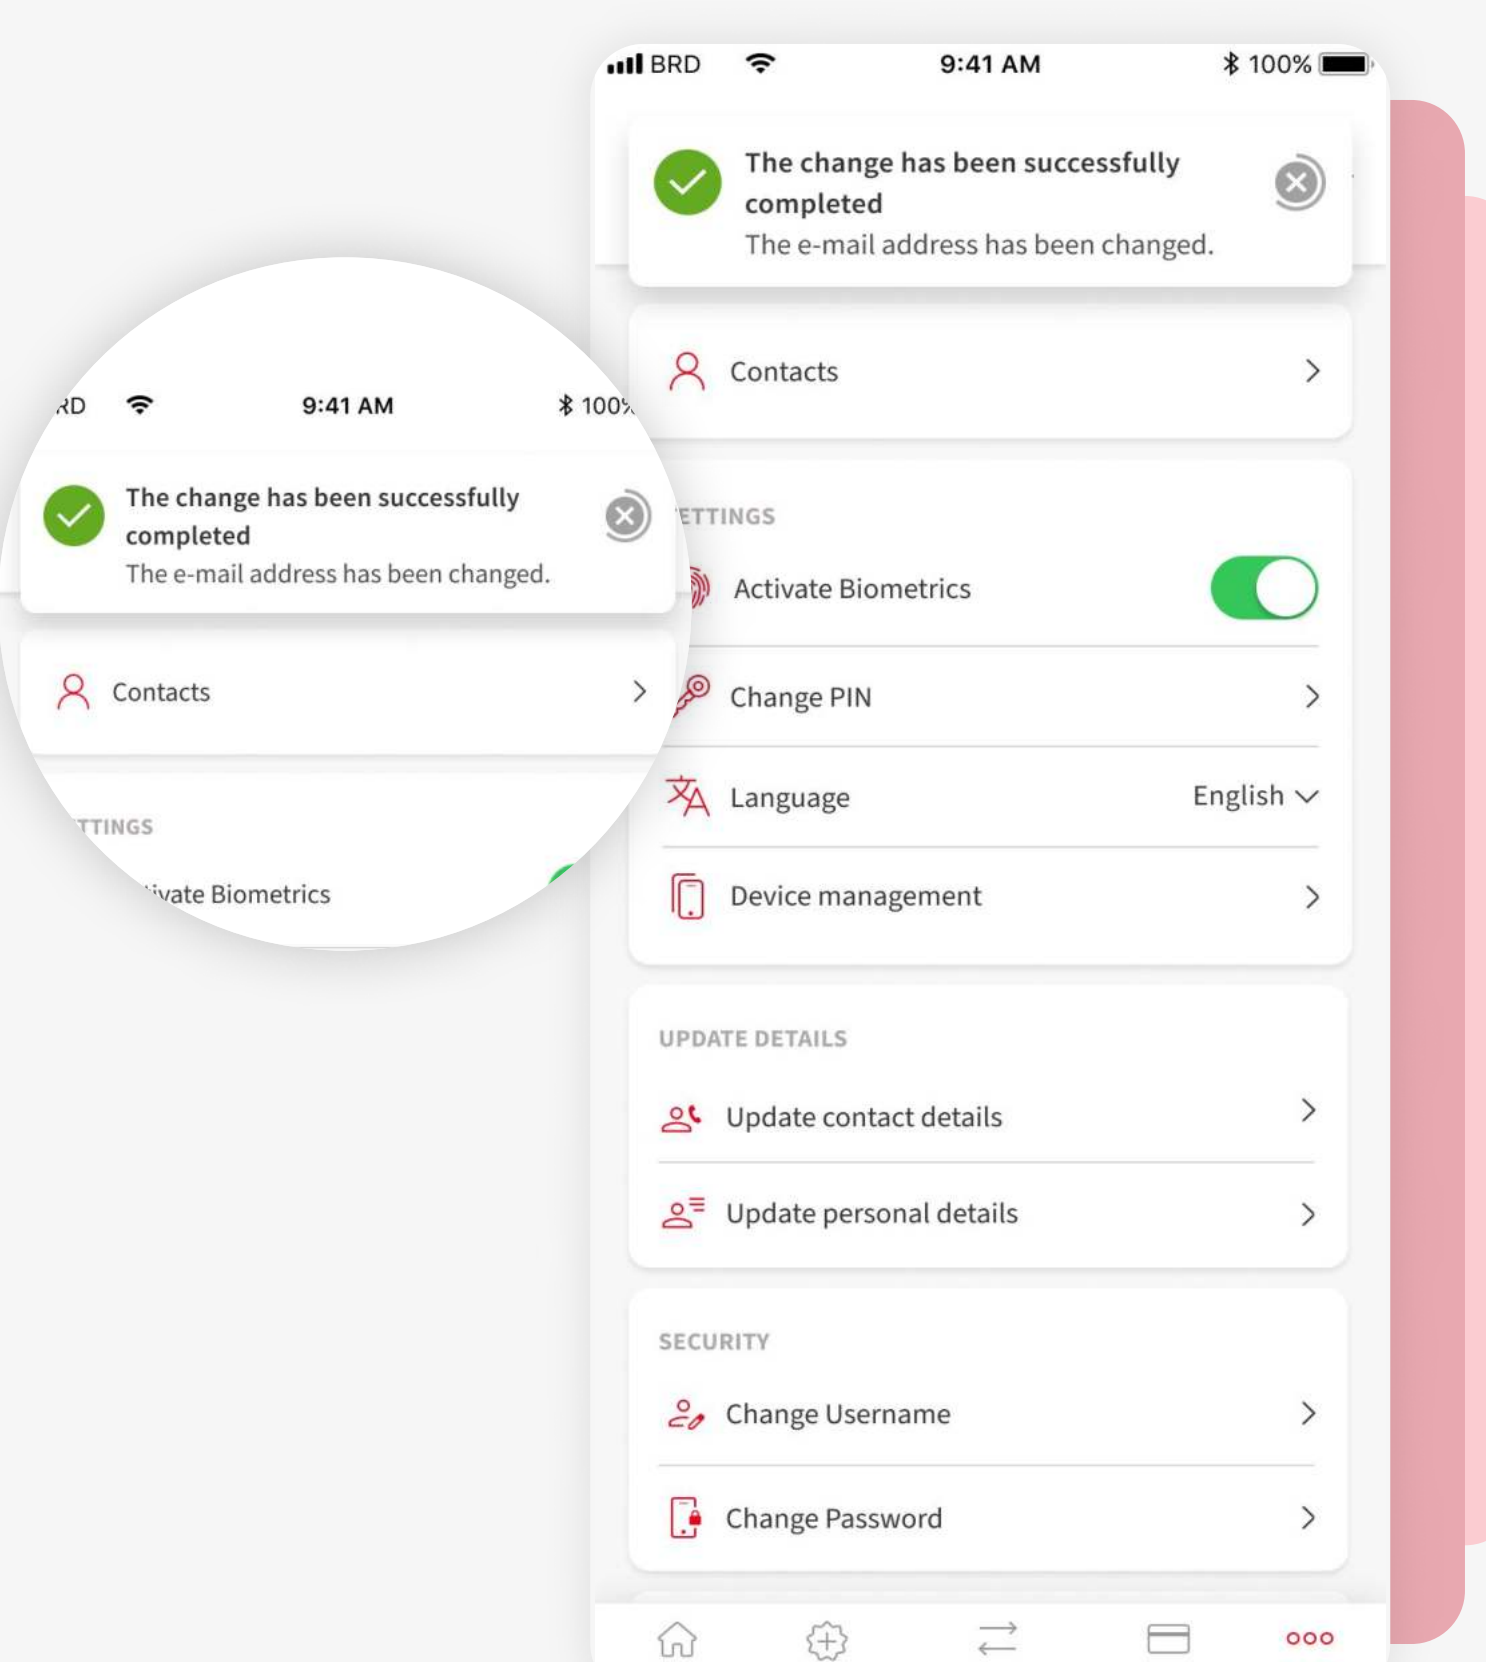 BRD
9:41 AM
100%
The change has been successfully
completed
The e-mail address has been changed.
Contacts
ETTINGS
Activate Biometrics
Change PIN
Language
English
Device management
UPDATE DETAILS
Update contact details
Update personal details
SECURITY
Change Username
Change Password
RD
9:41 AM
100%
The change has been successfully
completed
The e-mail address has been changed.
Contacts
TTINGS
ivate Biometrics